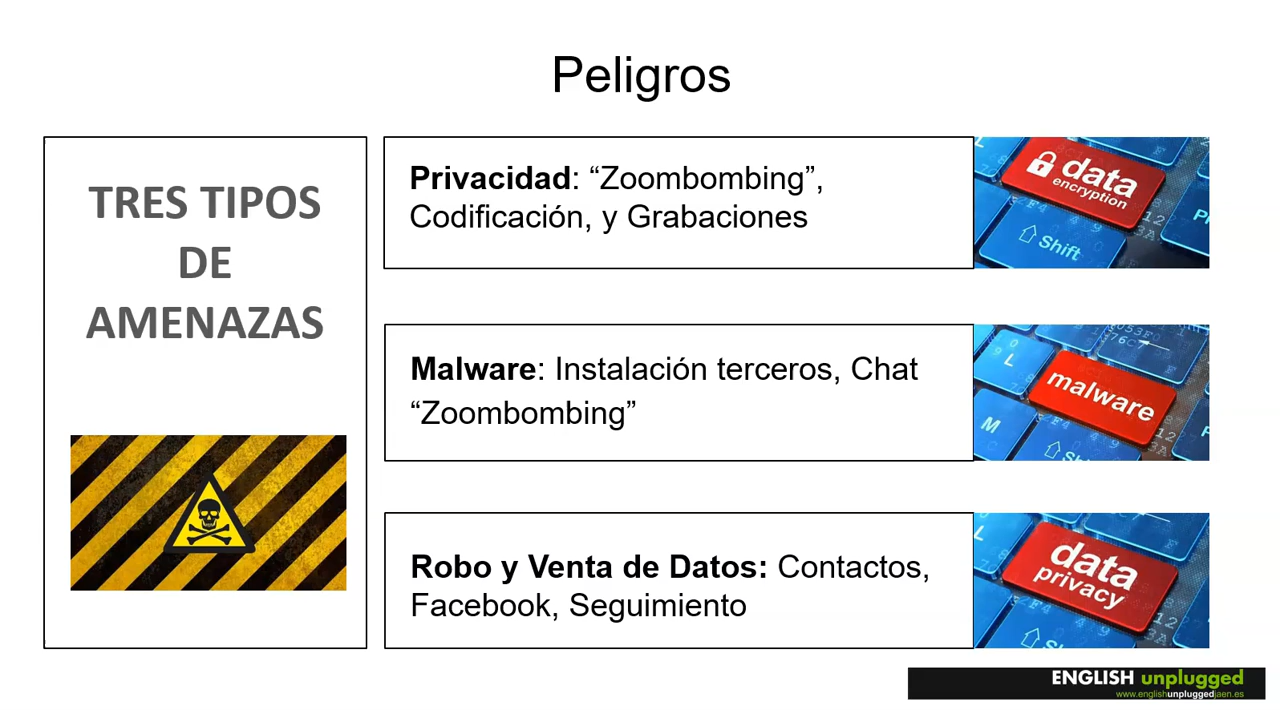 Peligros
TRES TIPOS
DE
AMENAZAS
Privacidad: “Zoombombing”,
Codificación, y Grabaciones
data
encryption
Shift
Malware: Instalación terceros, Chat
“Zoombombing”
L
malware
M
Robo y Venta de Datos: Contactos,
Facebook, Seguimiento
data
privacy
ENGLISH unplugged
www.englishunpluggedjaen.es